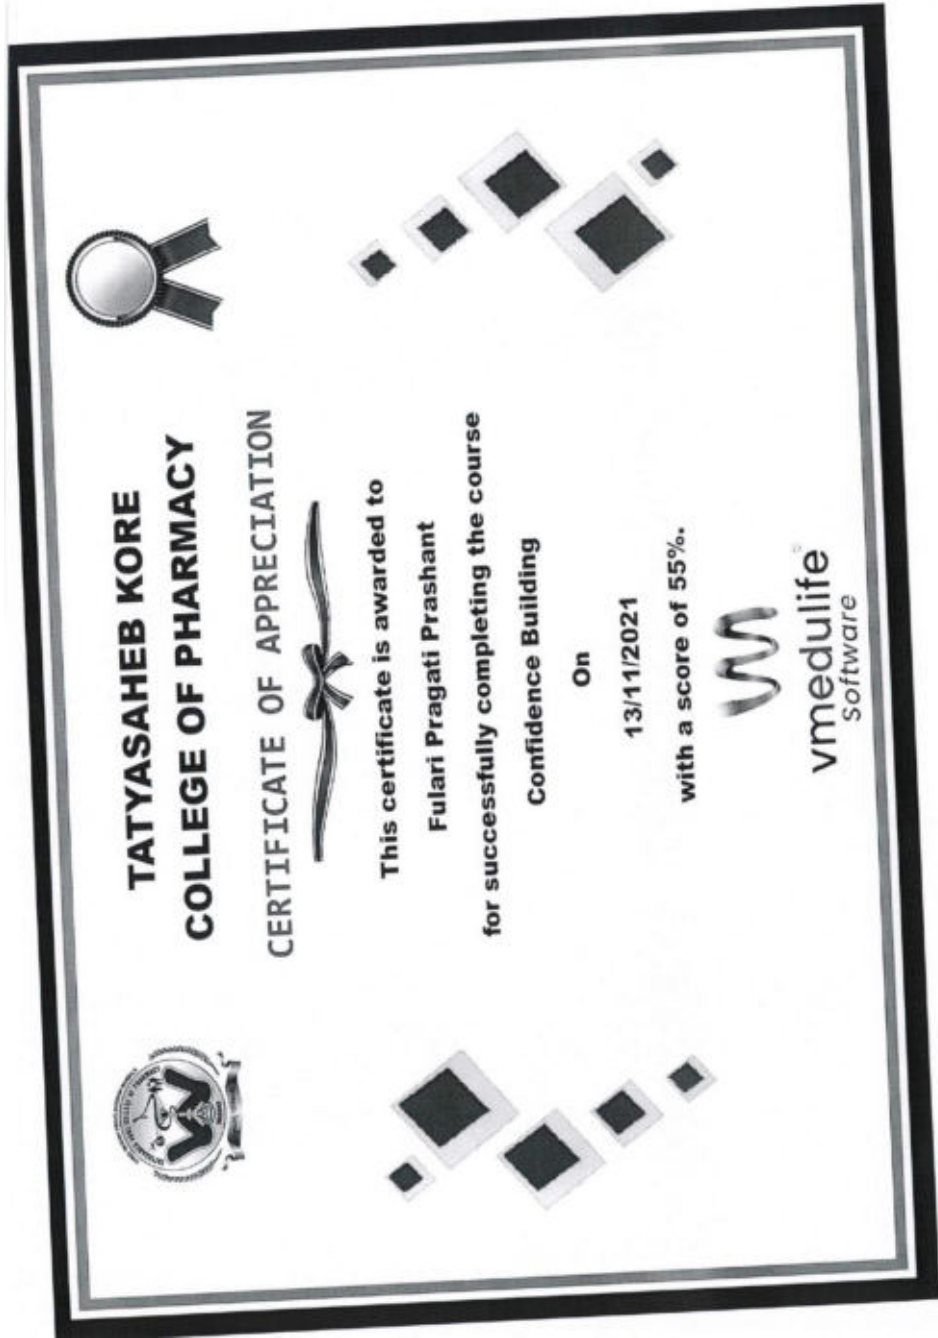 TATYASAHEB KORE
COLLEGE OF PHARMACY
CERTIFICATE OF APPRECIATION
This certificate is awarded to
Fulari Pragati Prashant
for successfully completing the course
Confidence Building
On
13/11/2021
with a score of 55%.
vmedulife
Software